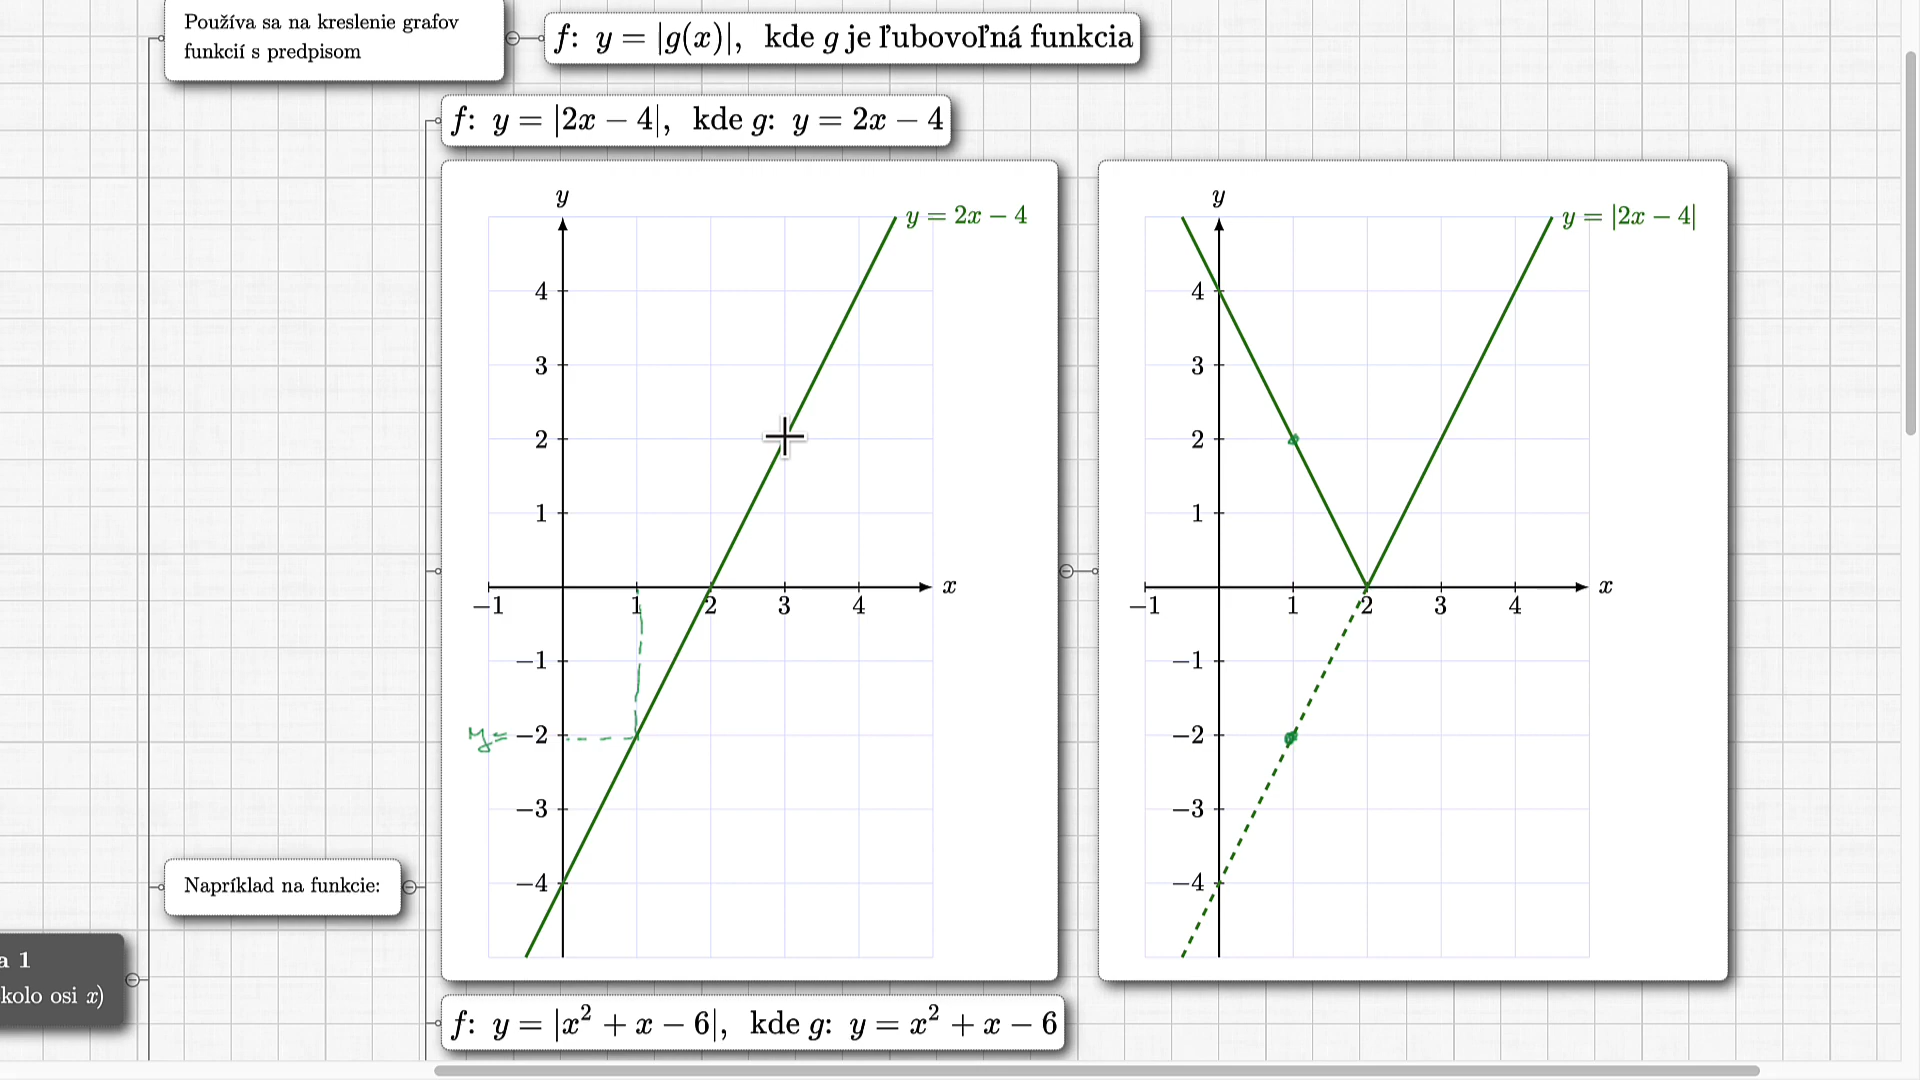 Používa sa na kreslenie grafov
funkcií s predpisom
f: y = |g(x)|, kde g je ľubovoľná funkcia
f: y = |2x − 4|, kde g: y = 2x − 4
y
y = 2x − 4
4
3
2
1
x
−1
1
2
3
4
−1
y= −2
−3
−4
y
y = |2x − 4|
4
3
2
1
x
−1
1
2
3
4
−1
−2
−3
−4
Napríklad na funkcie:
a 1
kolo osi x)
f: y = |x² + x − 6|, kde g: y = x² + x − 6